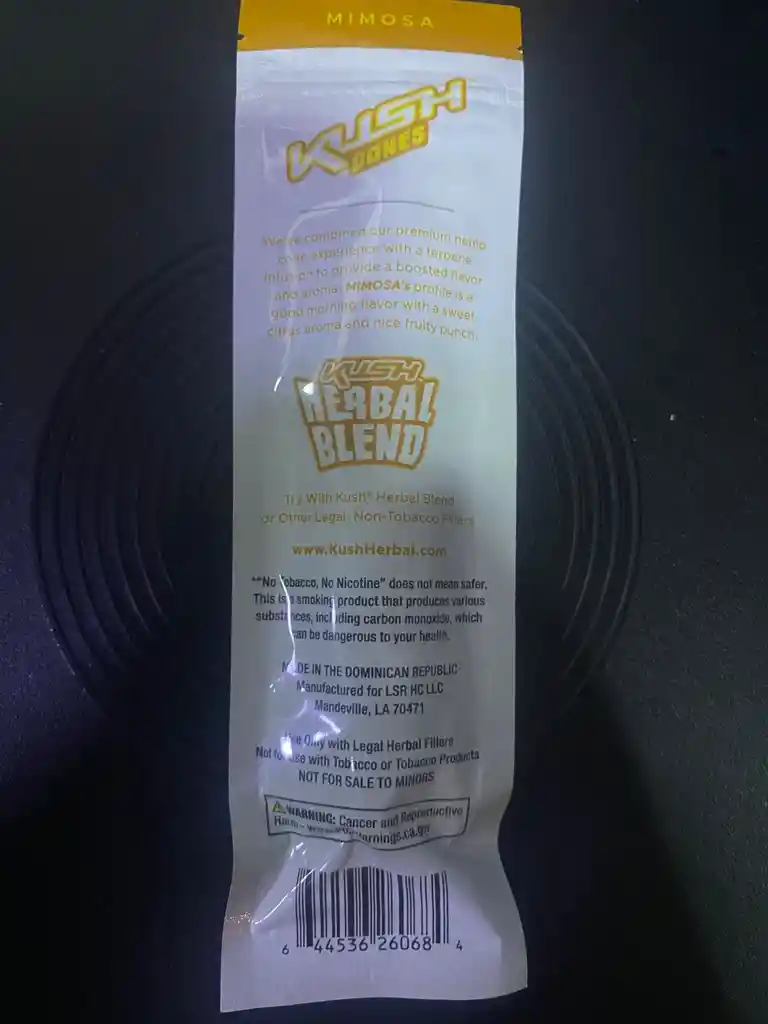 MIMOSA
KUSH
CONES
We've combined our premium hemp
cone experience with a terpene
infusion to provide a boosted flavor
and aroma. MIMOSA's profile is a
good morning flavor with a sweet
citrus aroma and nice fruity punch.
KUSH
HERBAL
BLEND
Try With Kush® Herbal Blend
or Other Legal, Non-Tobacco Fillers
www.KushHerbal.com
**No Tobacco, No Nicotine" does not mean safer.
This is a smoking product that produces various
substances, including carbon monoxide, which
can be dangerous to your health.
MADE IN THE DOMINICAN REPUBLIC
Manufactured for LSR HC LLC
Mandeville, LA 70471
Use Only with Legal Herbal Fillers
Not for Use with Tobacco or Tobacco Products
NOT FOR SALE TO MINORS
WARNING: Cancer and Reproductive
Harm -
6 44536 26068 4